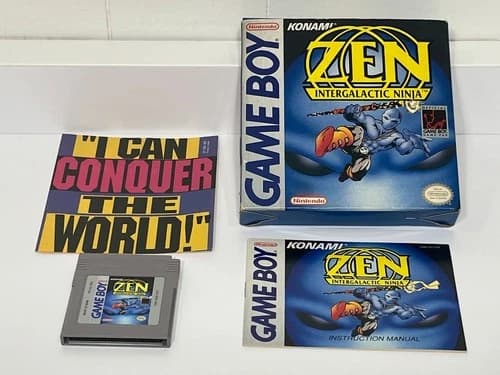 KONAMI
ZEN
INTERGALACTIC NINJA
GAME BOY
Nintendo
"I CAN
CONQUER
THE
WORLD!"
Nintendo
GAME BOY
ZEN
Nintendo
GAME BOY
KONAMI
ZEN
INTERGALACTIC NINJA
INSTRUCTION MANUAL